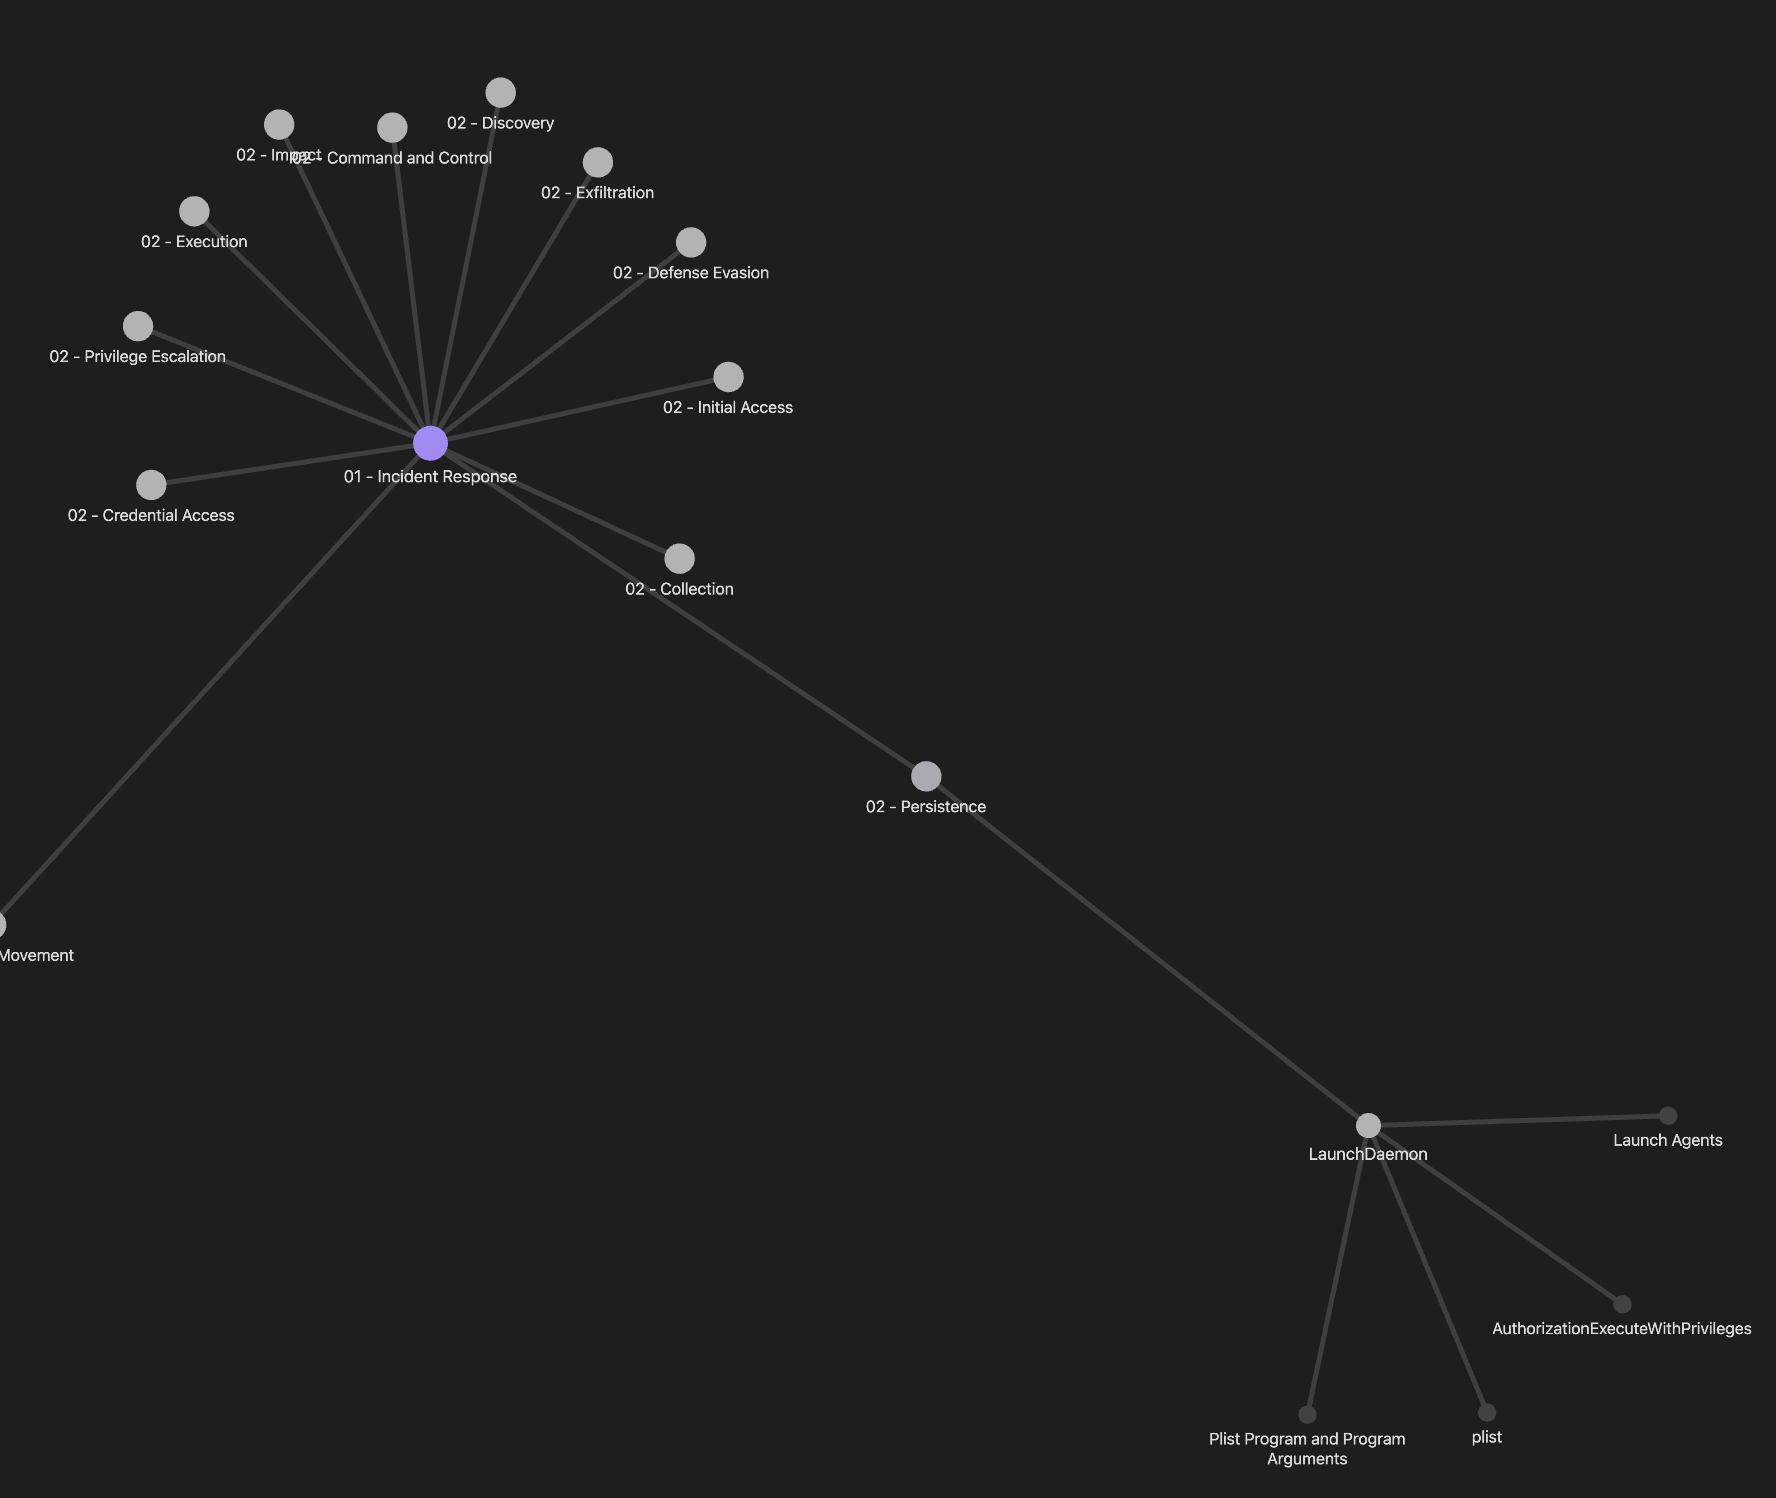 02 - Discovery
02 - Impact
02 - Command and Control
02 - Exfiltration
02 - Execution
02 - Defense Evasion
02 - Privilege Escalation
02 - Initial Access
01 - Incident Response
02 - Credential Access
02 - Collection
02 - Persistence
Movement
Launch Agents
LaunchDaemon
AuthorizationExecuteWithPrivileges
Plist Program and Program
Arguments
plist